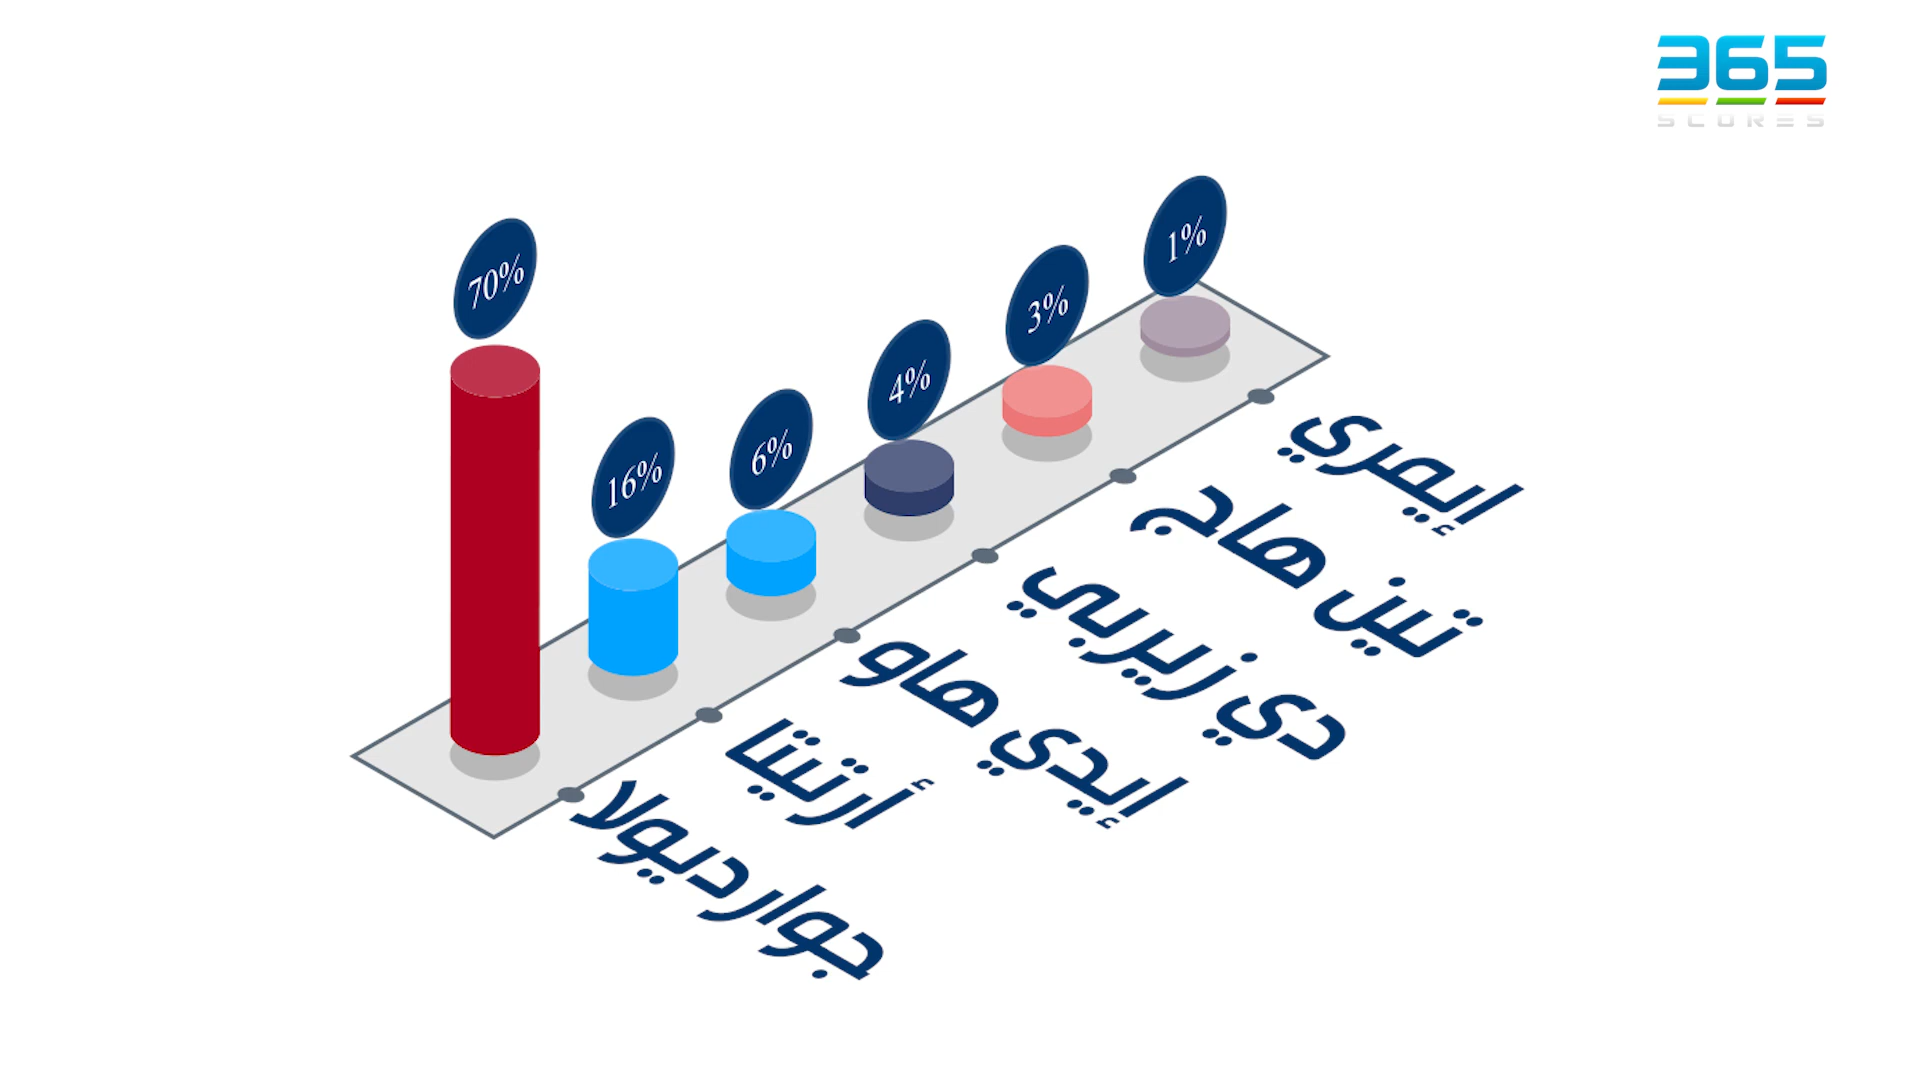 365
SCORES
70%
16%
6%
4%
3%
1%
جوارديولا
أرتيتا
إيدي هاو
دي زيربي
تين هاج
إيمري